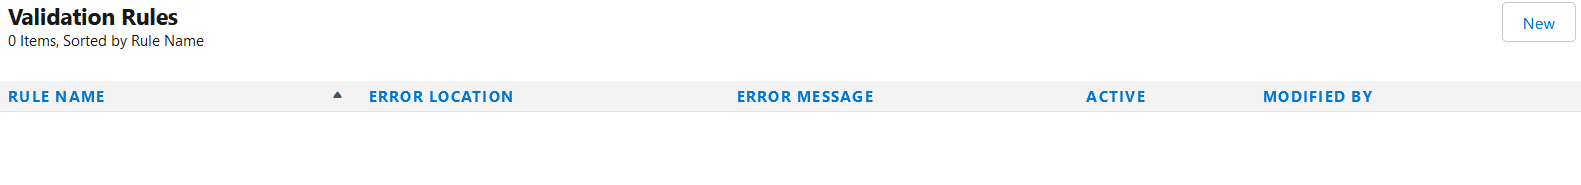 Validation Rules
0 Items, Sorted by Rule Name
New
RULE NAME ERROR LOCATION ERROR MESSAGE ACTIVE MODIFIED BY